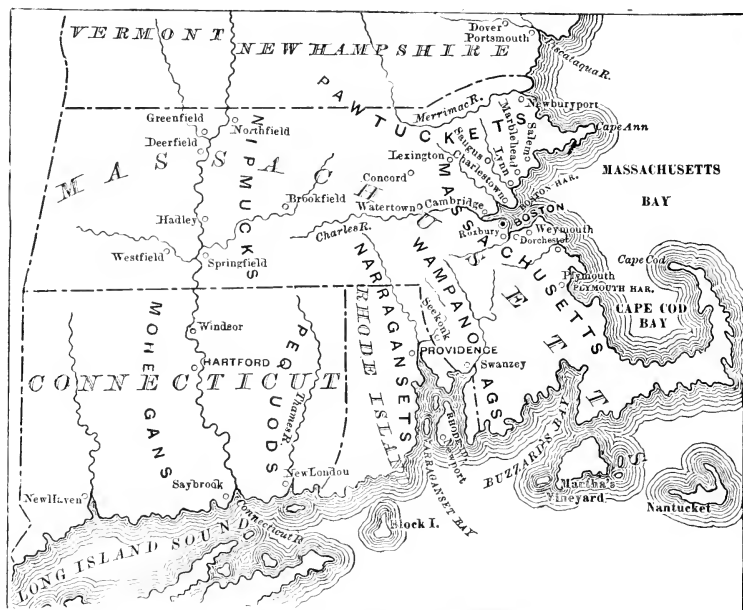 VERMONT
NEW HAMPSHIRE
Dover
Portsmouth
Piscataqua R.
PAWTUCKETS
Merrimac R.
Newburyport
Cape Ann
Greenfield
Northfield
Deerfield
NIPMUCKS
Lexington
Saugus
Charlestown
Lynn
Marblehead
Salem
MASSACHUSETTS
BAY
MASSACHUSETTS
Concord
Brookfield
Watertown
Cambridge
BOSTON HAR.
BOSTON
Roxbury
Weymouth
Dorchester
Hadley
Charles R.
Westfield
Springfield
MASSACHUSETTS
NARRAGANSETS
WAMPANOAGS
Cape Cod
Plymouth
PLYMOUTH HAR.
CAPE COD
BAY
Windsor
MOHEGANS
PEQUODS
RHODE ISLAND
Seekonk
HARTFORD
PROVIDENCE
Swanzey
CONNECTICUT
Thames R.
RHODE I.
Newport
NARRAGANSET BAY
BUZZARD'S BAY
New London
Saybrook
New Haven
Connecticut R
Block I.
Martha's
Vineyard
Nantucket
LONG ISLAND SOUND